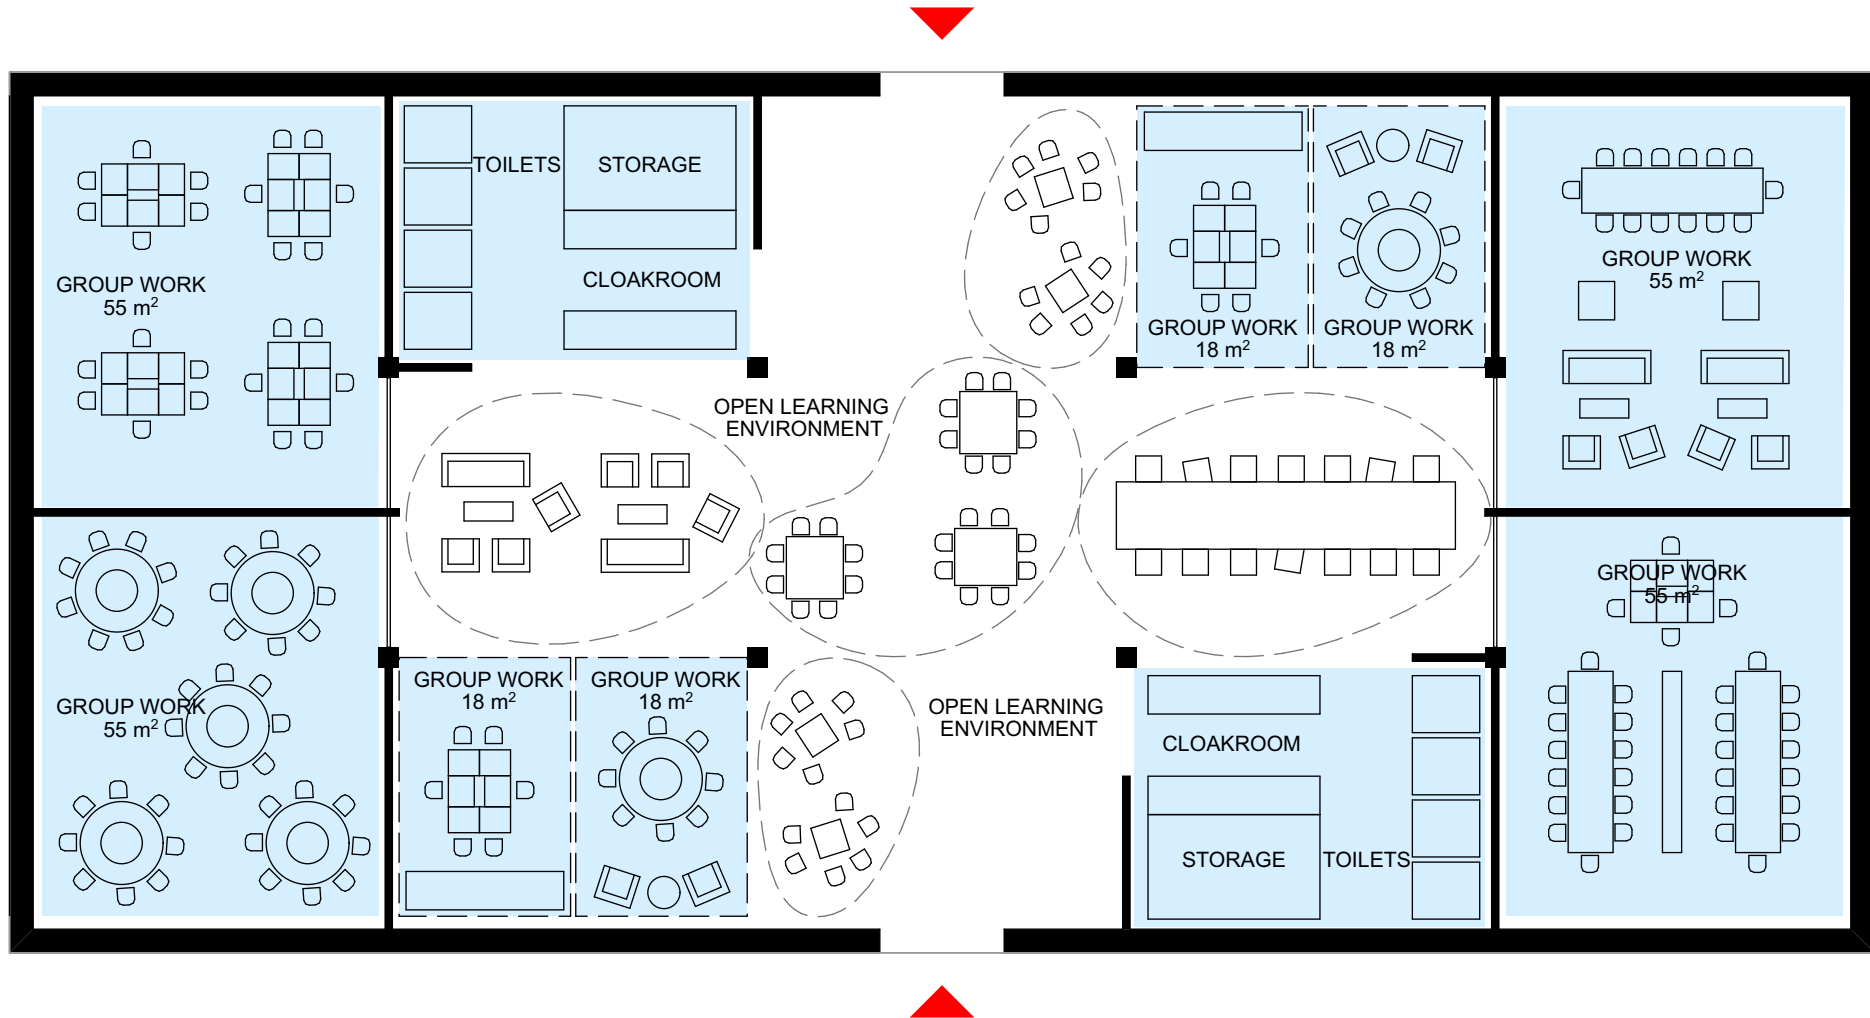 TOILETS
STORAGE
CLOAKROOM
GROUP WORK
55 m²
GROUP WORK
18 m²
GROUP WORK
18 m²
GROUP WORK
55 m²
OPEN LEARNING
ENVIRONMENT
GROUP WORK
55 m²
GROUP WORK
55 m²
GROUP WORK
18 m²
GROUP WORK
18 m²
OPEN LEARNING
ENVIRONMENT
CLOAKROOM
STORAGE
TOILETS